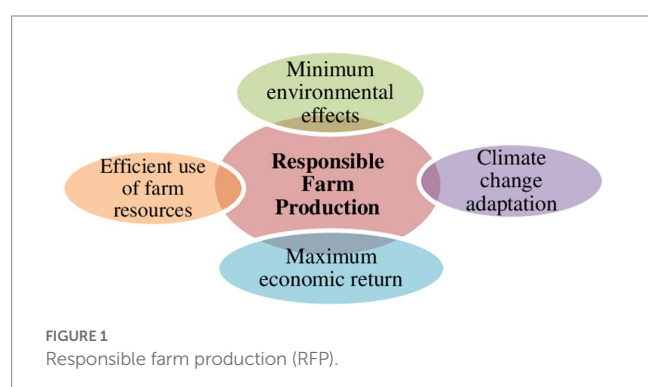 Minimum
environmental
effects
Efficient use
of farm
resources
Responsible
Farm
Production
Climate
change
adaptation
Maximum
economic return
FIGURE 1
Responsible farm production (RFP).